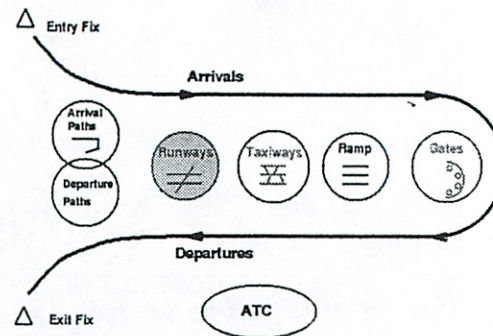 Entry Fix
Arrivals
Arrival
Paths
Departure
Paths
Runways
Taxiways
Ramp
Gates
Departures
Exit Fix
ATC